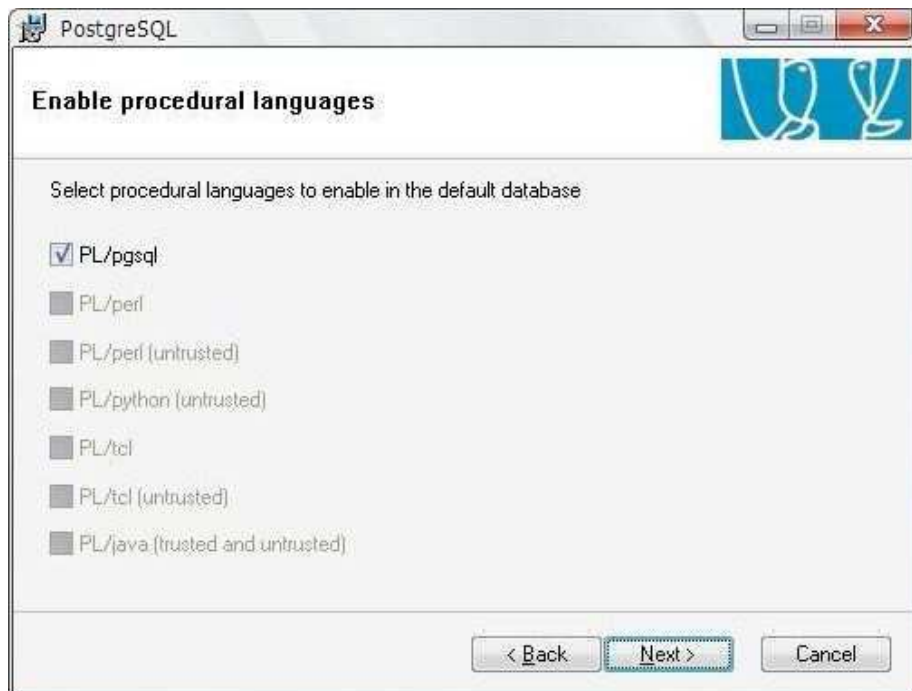 PostgreSQL
Enable procedural languages
Select procedural languages to enable in the default database
PL/pgsql
PL/perl
PL/perl (untrusted)
PL/python (untrusted)
PL/tcl
PL/tcl (untrusted)
PL/java (trusted and untrusted)
< Back
Next >
Cancel